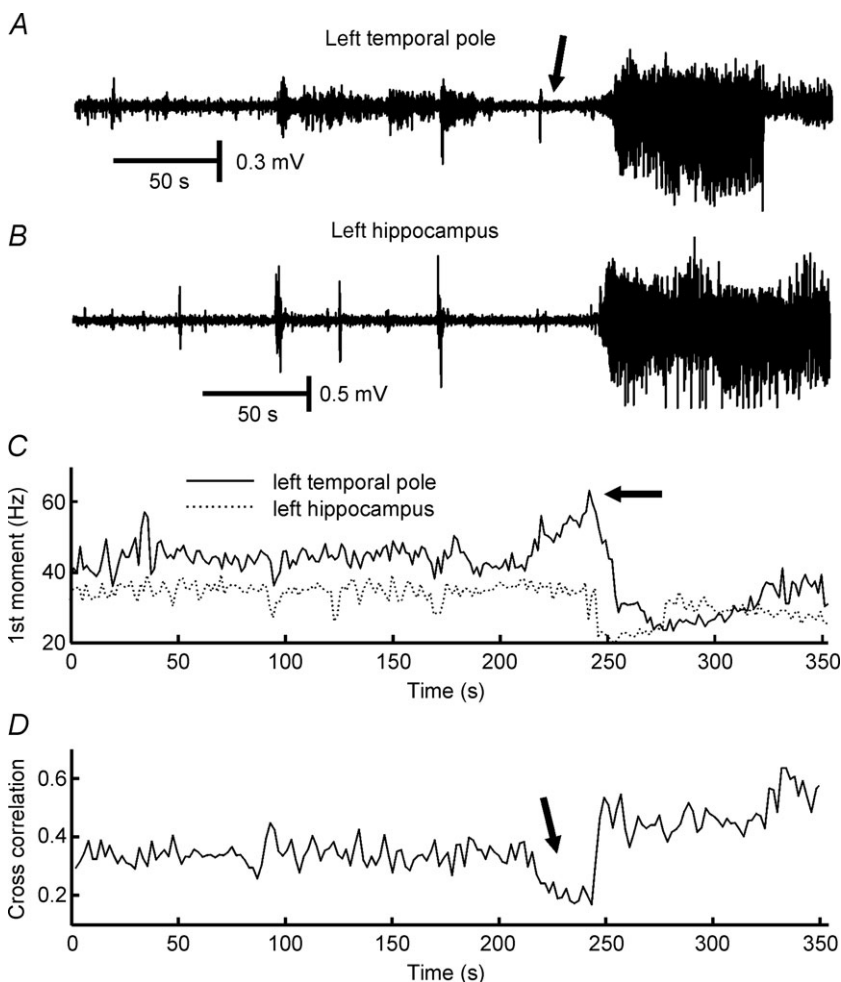 A
Left temporal pole
0.3 mV
50 s
B
Left hippocampus
0.5 mV
50 s
C
left temporal pole
left hippocampus
1st moment (Hz)
60
40
20
0 50 100 150 200 250 300 350
Time (s)
D
Cross correlation
0.6
0.4
0.2
0 50 100 150 200 250 300 350
Time (s)